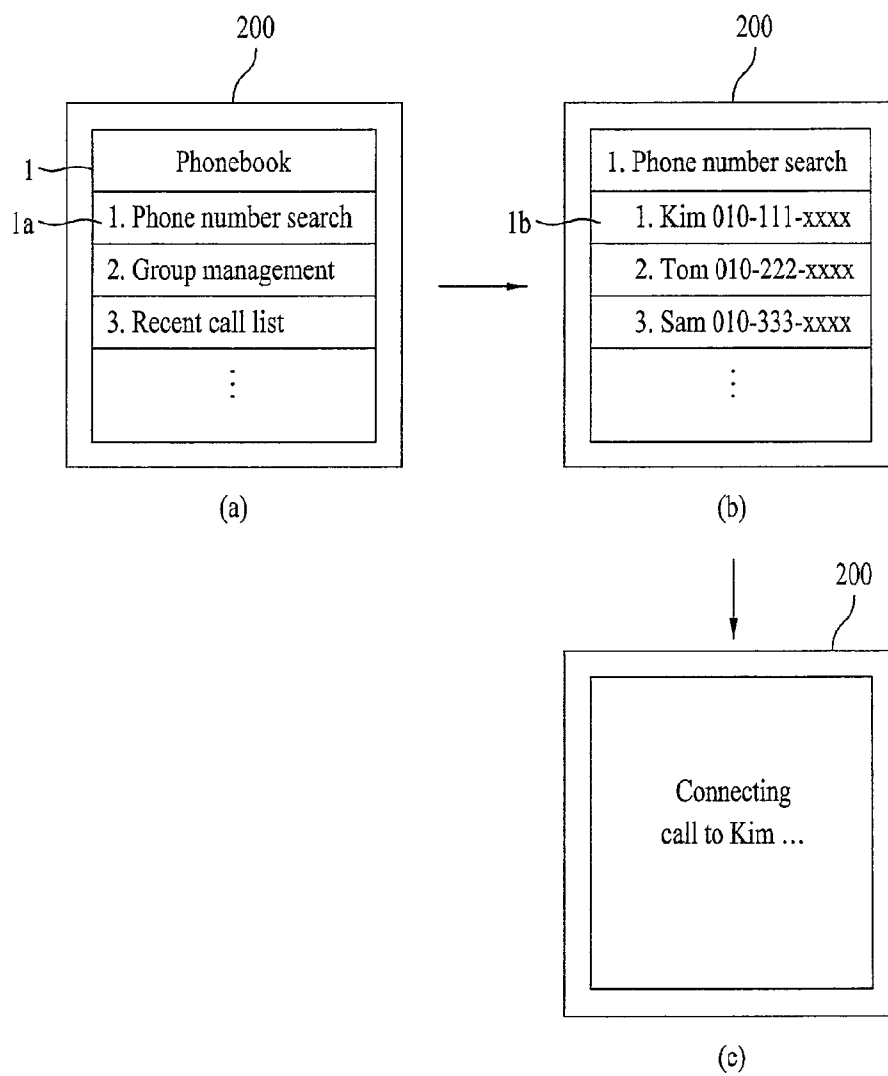 200
1
Phonebook
1a
1. Phone number search
2. Group management
3. Recent call list
⋮
(a)
200
1. Phone number search
1b
1. Kim 010-111-xxxx
2. Tom 010-222-xxxx
3. Sam 010-333-xxxx
⋮
(b)
200
Connecting
call to Kim ...
(c)